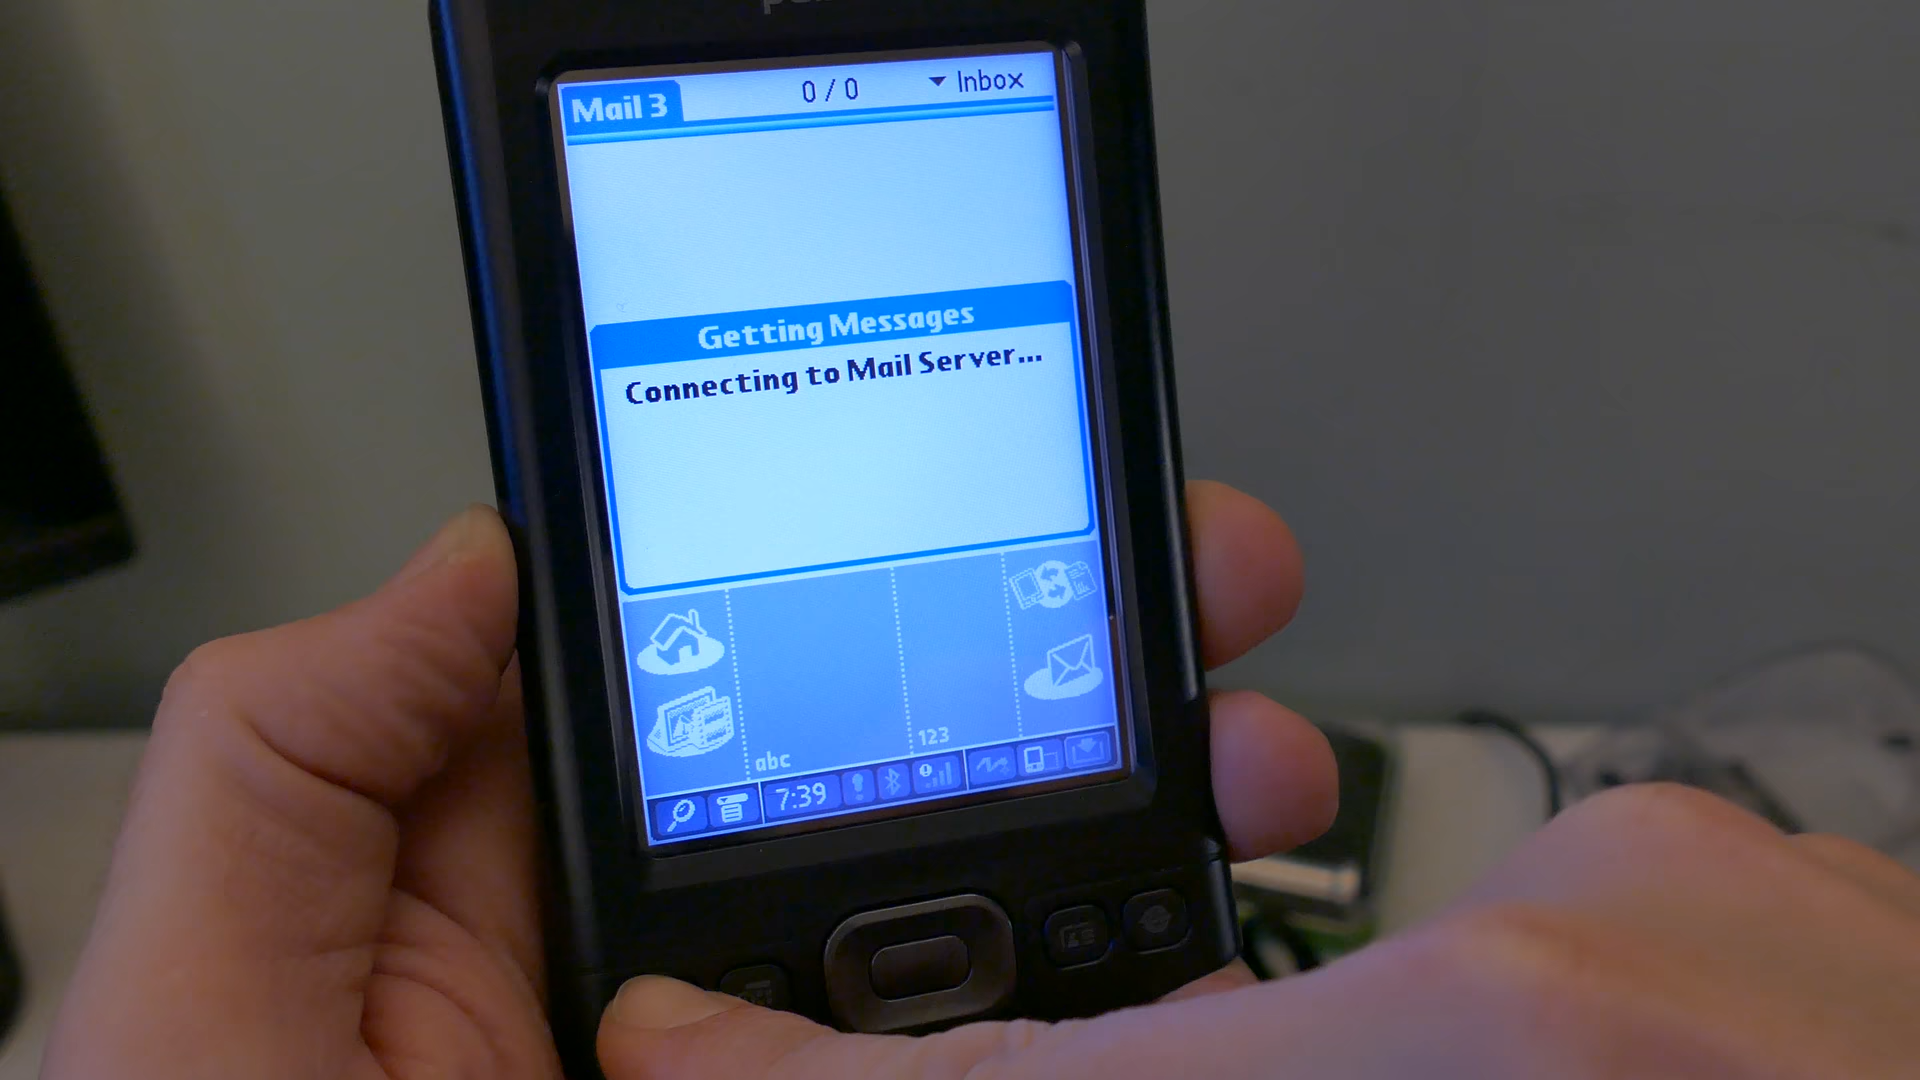 Mail 3
0 / 0
Inbox
Getting Messages
Connecting to Mail Server...
abc
123
7:39